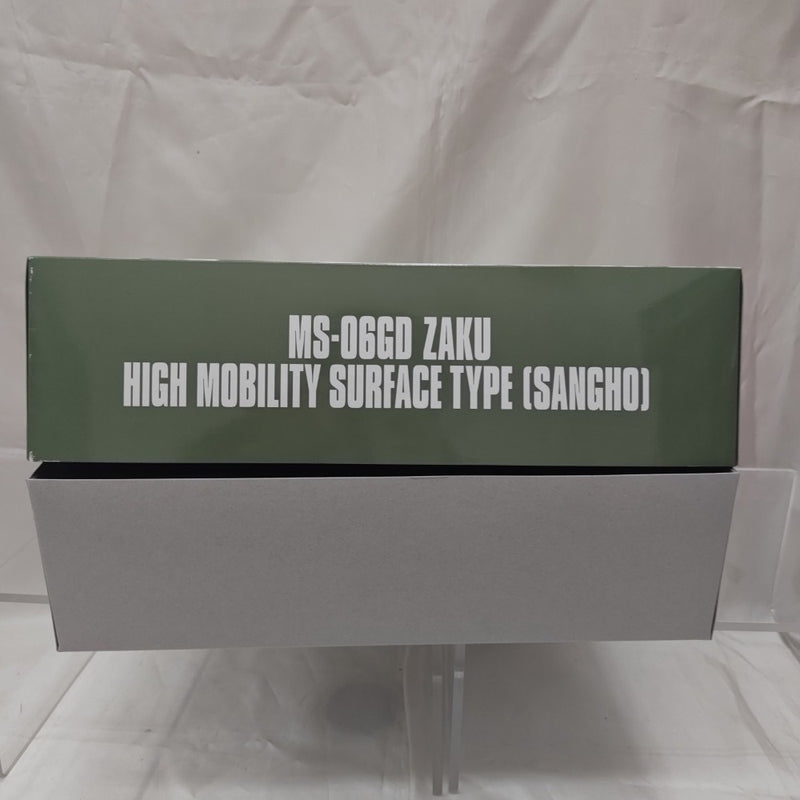 MS-06GD ZAKU
HIGH MOBILITY SURFACE TYPE (SANGHO)